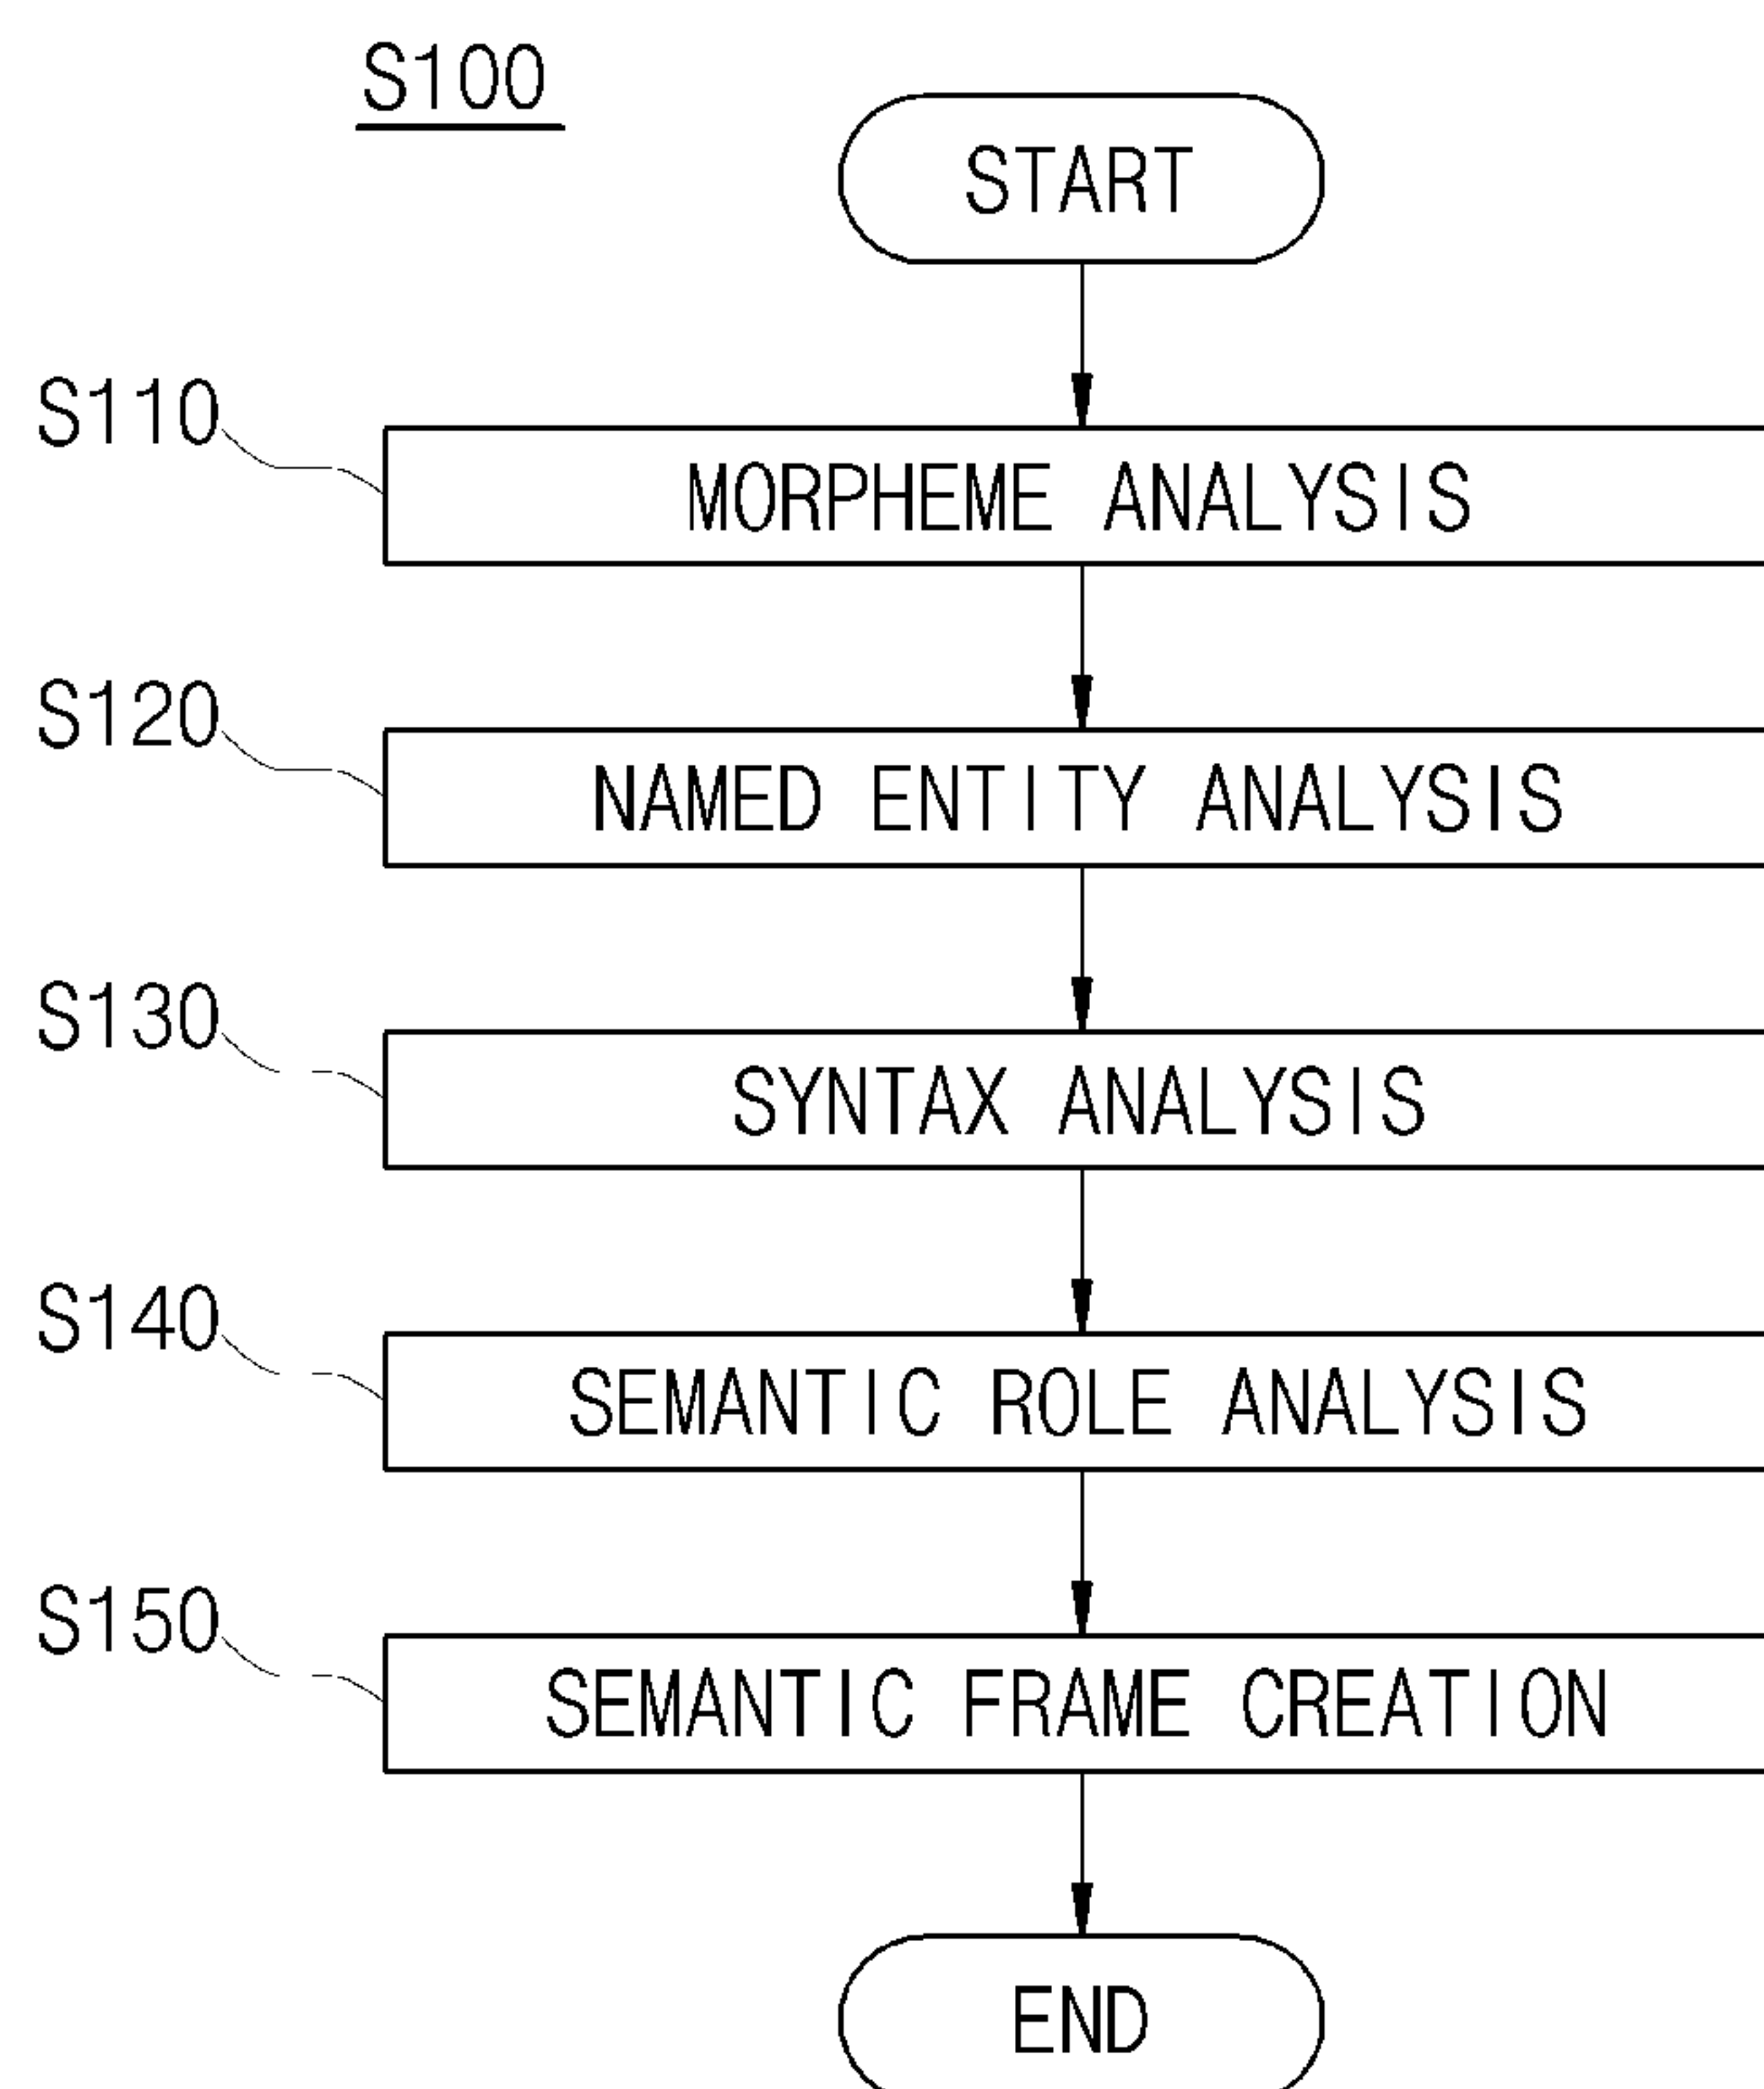 S100
START
S110
MORPHEME ANALYSIS
S120
NAMED ENTITY ANALYSIS
S130
SYNTAX ANALYSIS
S140
SEMANTIC ROLE ANALYSIS
S150
SEMANTIC FRAME CREATION
END